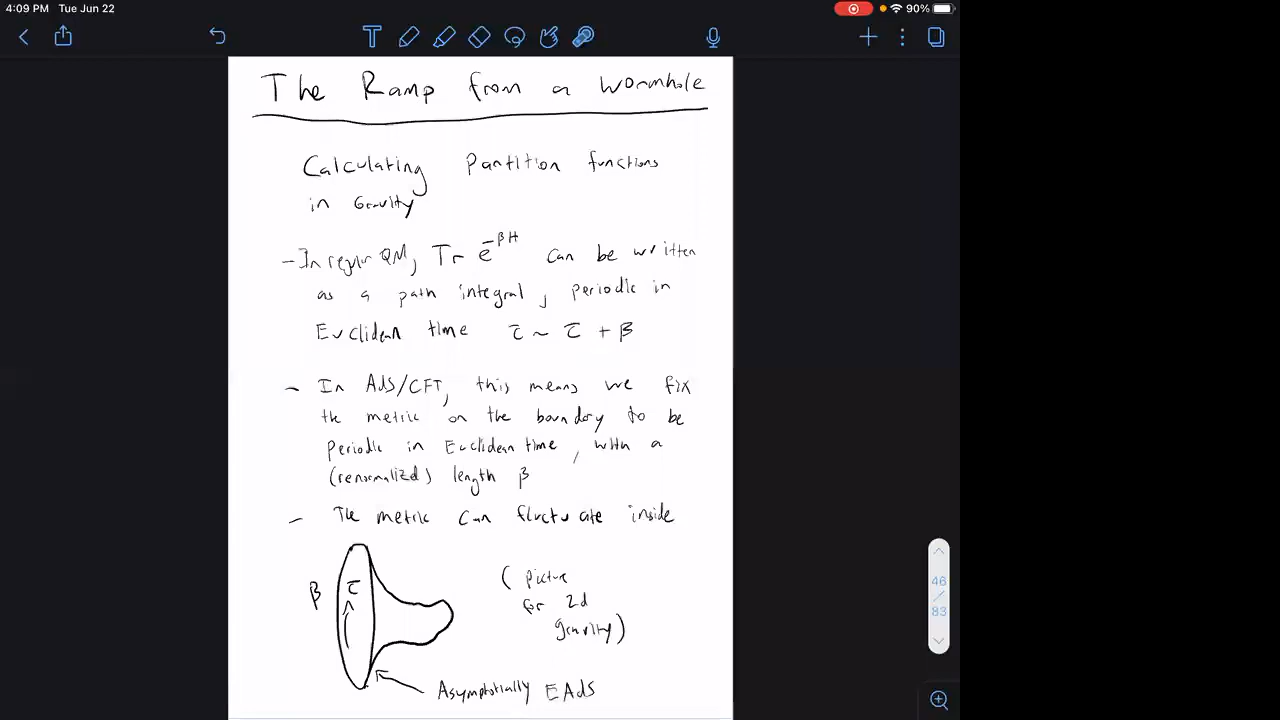 4:09 PM Tue Jun 22
90%
T
The Ramp from a Wormhole
Calculating Partition functions
in Gravity
- In regular QM, Tr e^-βH can be written
as a path integral, periodic in
Euclidean time τ ~ τ + β
- In AdS/CFT, this means we fix
the metric on the boundary to be
periodic in Euclidean time, with a
(renormalized) length β
- The metric can fluctuate inside
β τ
( picture
for 2d
gravity)
Asymptotially EAdS
46
/
83